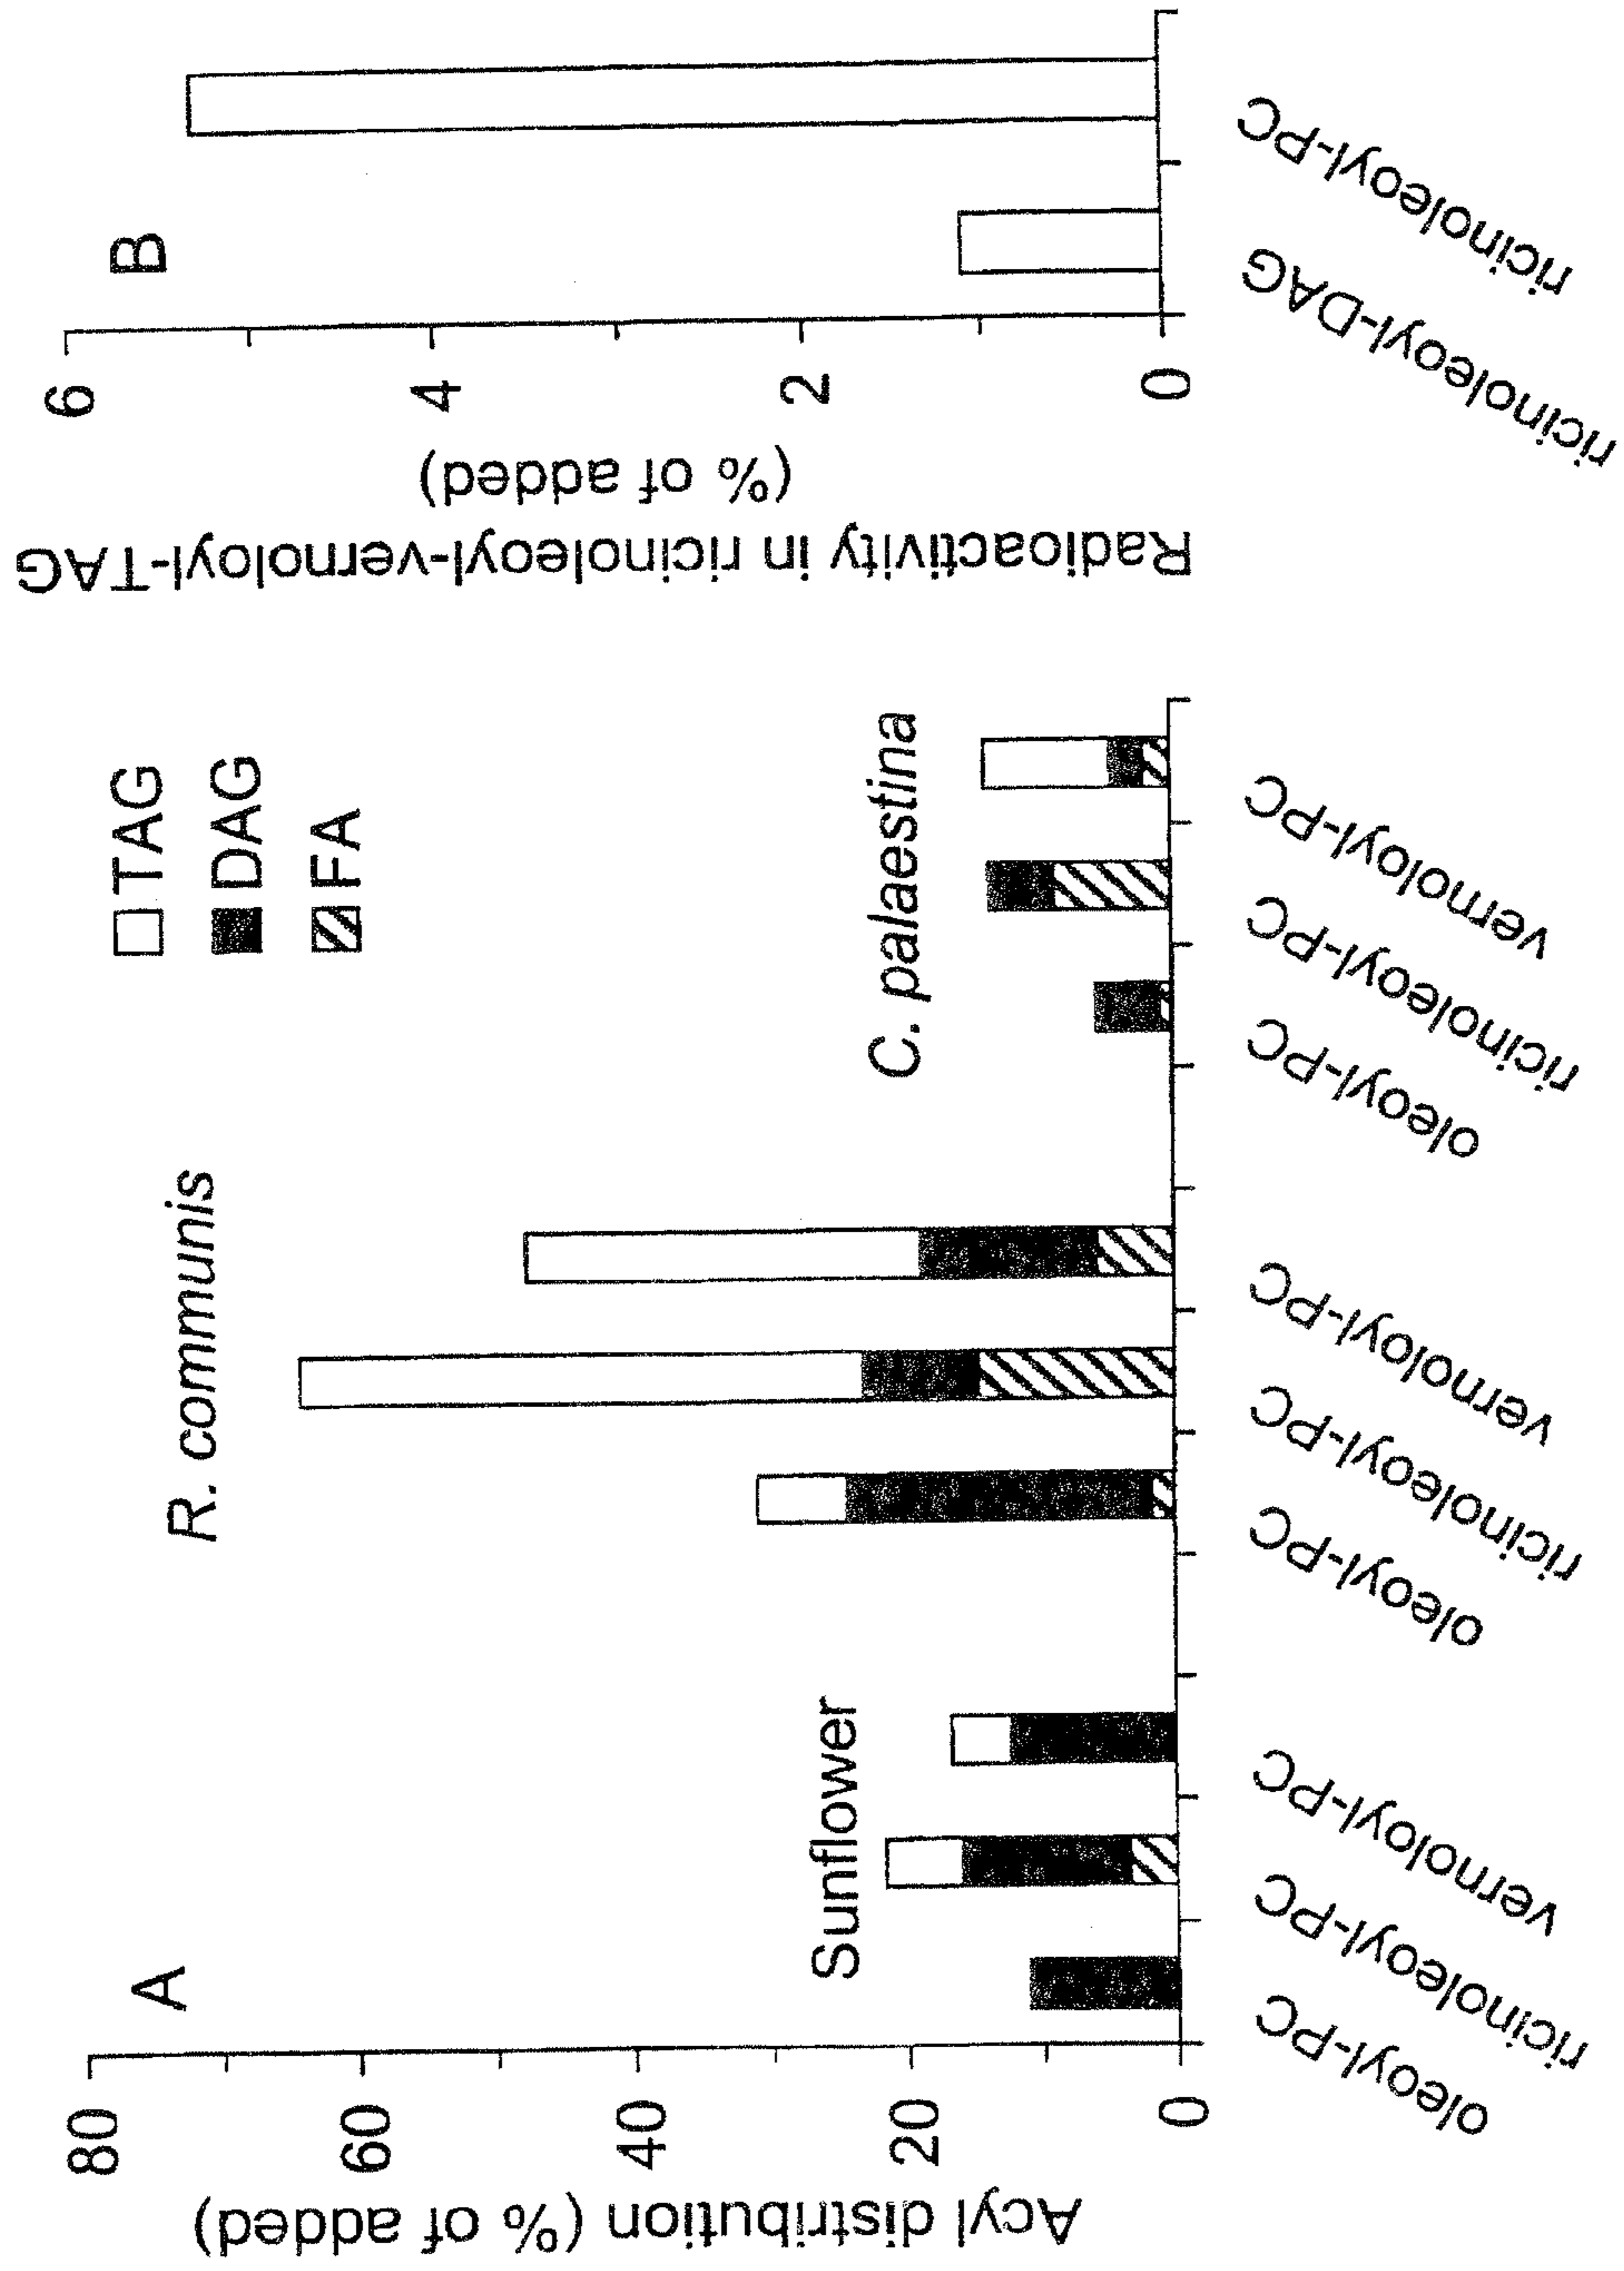 A
Acyl distribution (% of added)
80
60
40
20
0
TAG
DAG
FA
Sunflower
R. communis
C. palaestina
oleoyl-PC
ricinoleoyl-PC
vernoloyl-PC
oleoyl-PC
ricinoleoyl-PC
vernoloyl-PC
oleoyl-PC
ricinoleoyl-PC
vernoloyl-PC
B
Radioactivity in ricinoleoyl-vernoloyl-TAG
(% of added)
6
4
2
0
ricinoleoyl-DAG
ricinoleoyl-PC